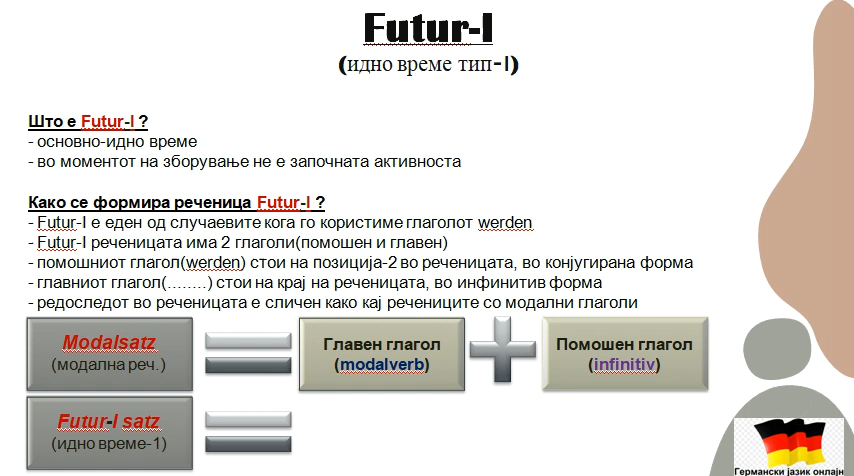 Futur-I
(идно време тип-I)
Што е Futur-I ?
- основно-идно време
- во моментот на зборување не е започната активноста
Како се формира реченица Futur-I ?
- Futur-I е еден од случаевите кога го користиме глаголот werden
- Futur-I реченицата има 2 глаголи(помошен и главен)
- помошниот глагол(werden) стои на позиција-2 во реченицата, во конјугирана форма
- главниот глагол(........) стои на крај на реченицата, во инфинитив форма
- редоследот во реченицата е сличен како кај речениците со модални глаголи
Modalsatz
(модална реч.)
Главен глагол
(modalverb)
Помошен глагол
(infinitiv)
Futur-I satz
(идно време-1)
Германски јазик онлајн